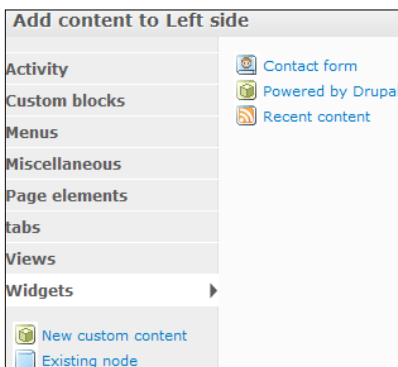 Add content to Left side
Activity
Custom blocks
Menus
Miscellaneous
Page elements
tabs
Views
Widgets
New custom content
Existing node
Contact form
Powered by Drupal
Recent content